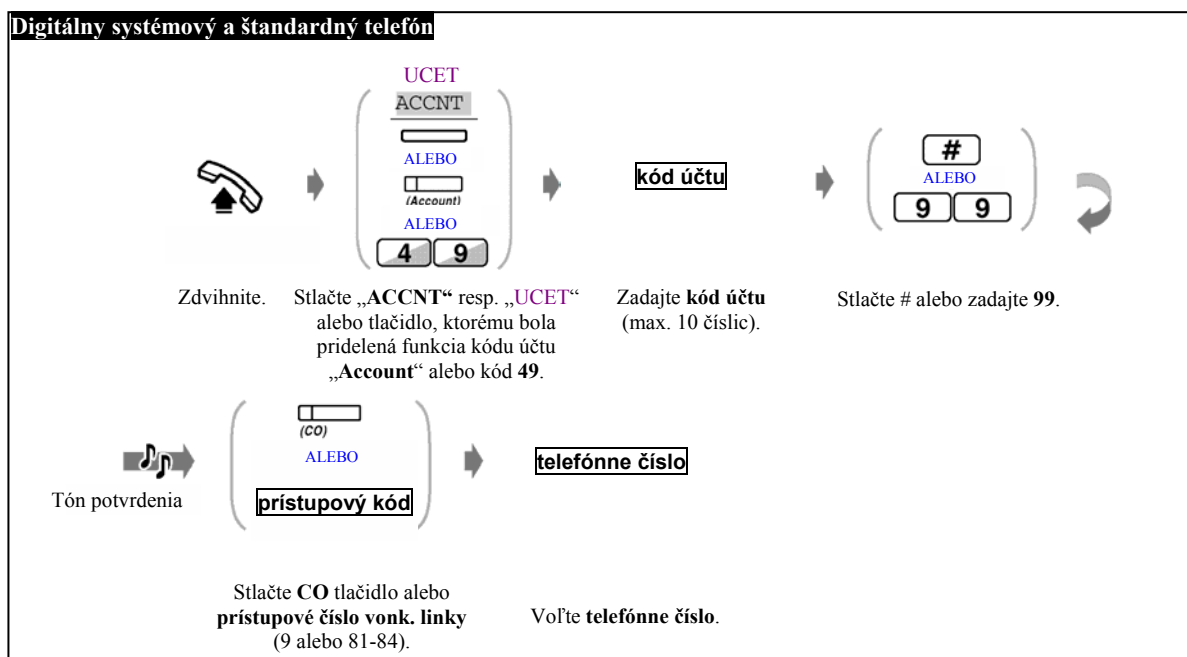 Digitálny systémový a štandardný telefón
UCET
ACCNT
ALEBO
(Account)
ALEBO
4 9
kód účtu
#
ALEBO
9 9
Zdvihnite.
Stlačte „ACCNT“ resp. „UCET“
alebo tlačidlo, ktorému bola
pridelená funkcia kódu účtu
„Account“ alebo kód 49.
Zadajte kód účtu
(max. 10 číslic).
Stlačte # alebo zadajte 99.
Tón potvrdenia
(CO)
ALEBO
prístupový kód
telefónne číslo
Stlačte CO tlačidlo alebo
prístupové číslo vonk. linky
(9 alebo 81-84).
Voľte telefónne číslo.